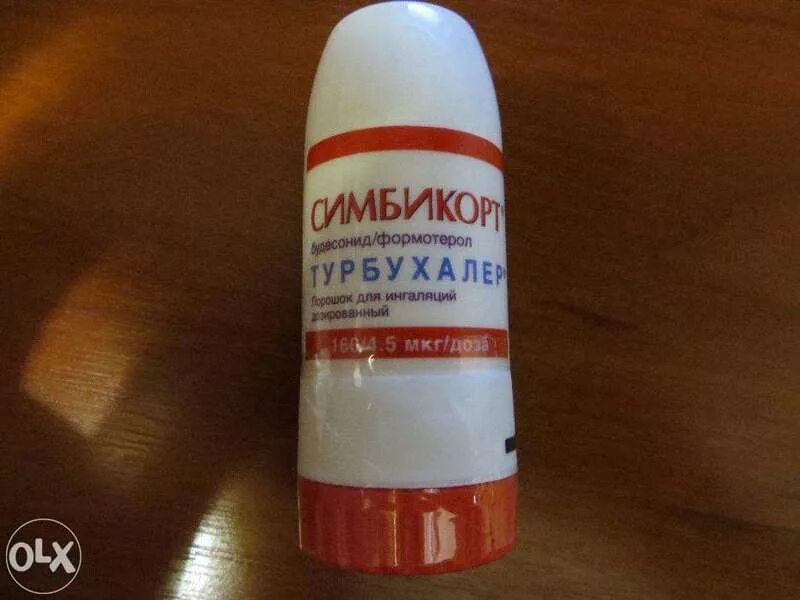 СИМБИКОРТ®
будесонид/формотерол
ТУРБУХАЛЕР®
Порошок для ингаляций
дозированный
160/4.5 мкг/доза
OLX